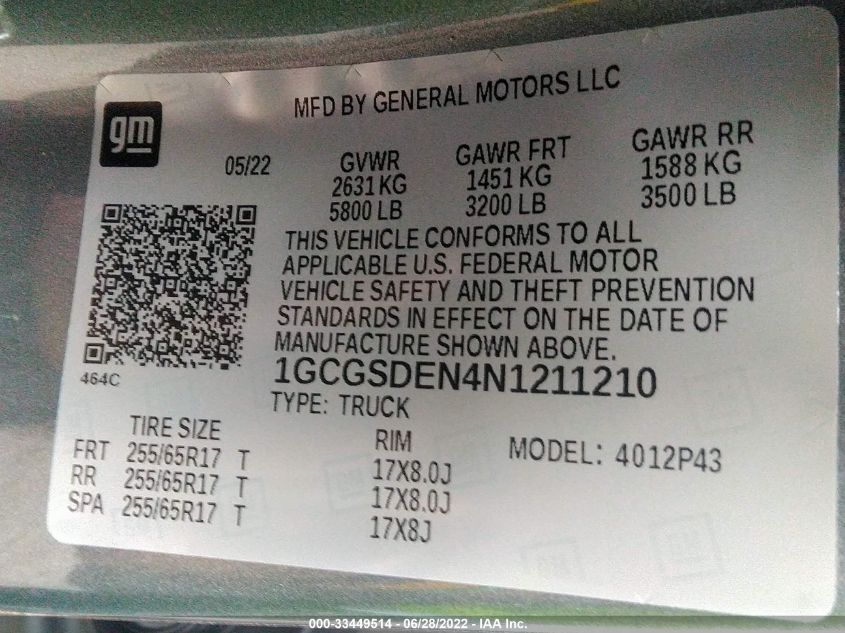 MFD BY GENERAL MOTORS LLC
gm
05/22 GVWR GAWR FRT GAWR RR
2631 KG 1451 KG 1588 KG
5800 LB 3200 LB 3500 LB
THIS VEHICLE CONFORMS TO ALL
APPLICABLE U.S. FEDERAL MOTOR
VEHICLE SAFETY AND THEFT PREVENTION
STANDARDS IN EFFECT ON THE DATE OF
MANUFACTURE SHOWN ABOVE.
464C
1GCGSDEN4N1211210
TYPE: TRUCK
TIRE SIZE RIM MODEL: 4012P43
FRT 255/65R17 T 17X8.0J
RR 255/65R17 T 17X8.0J
SPA 255/65R17 T 17X8J
000-33449514 - 06/28/2022 - IAA Inc.